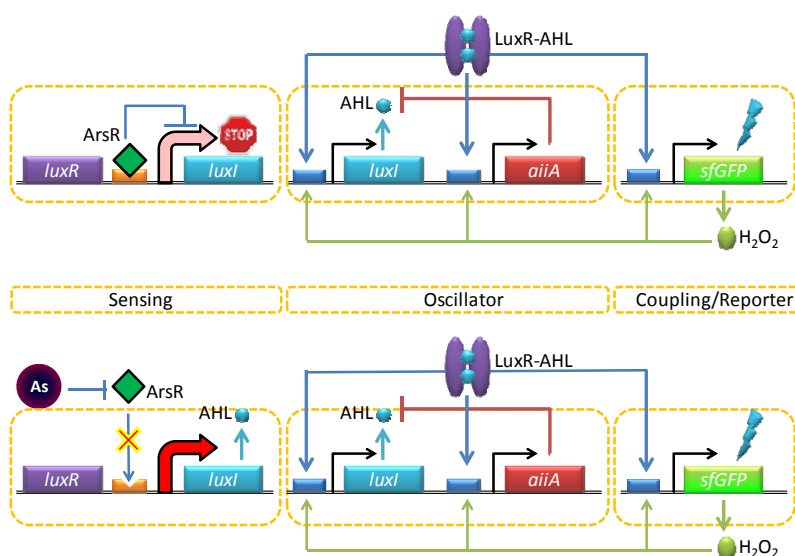 LuxR-AHL
AHL
ArsR
STOP
luxR
luxI
luxI
aiiA
sfGFP
H₂O₂
Sensing
Oscillator
Coupling/Reporter
LuxR-AHL
As
ArsR
AHL
AHL
luxR
luxI
luxI
aiiA
sfGFP
H₂O₂